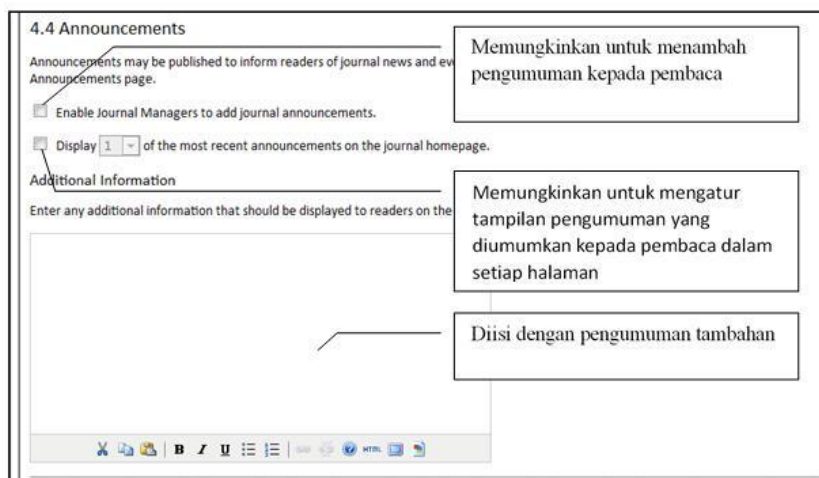 4.4 Announcements
Memungkinkan untuk menambah
pengumuman kepada pembaca
Announcements may be published to inform readers of journal news and
Announcements page.
Enable Journal Managers to add journal announcements.
Display 1 of the most recent announcements on the journal homepage.
Additional Information
Memungkinkan untuk mengatur
tampilan pengumuman yang
diumumkan kepada pembaca dalam
setiap halaman
Enter any additional information that should be displayed to readers on the
Diisi dengan pengumuman tambahan
B I U HTML